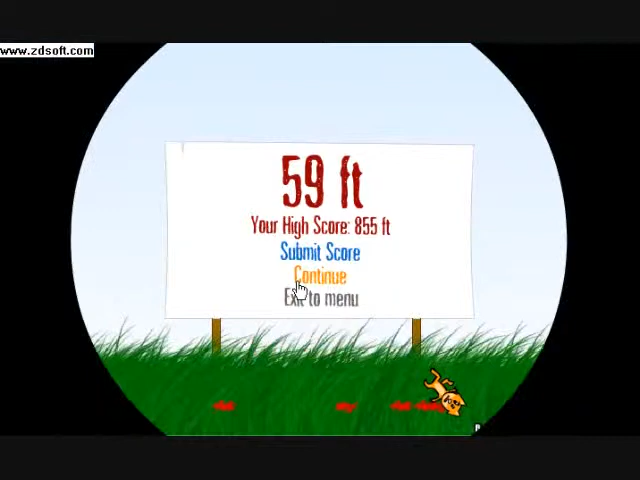 www.zdsoft.com
59 ft
Your High Score: 855 ft
Submit Score
Continue
Exit to menu